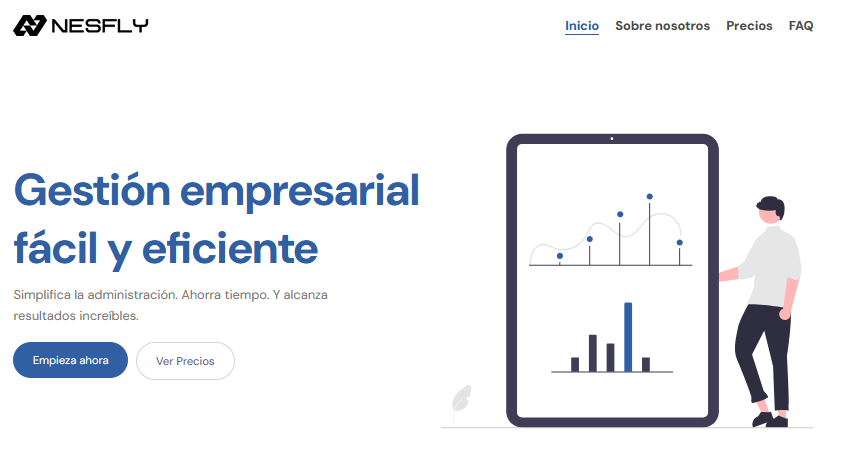 NESFLY
Inicio Sobre nosotros Precios FAQ
Gestión empresarial
fácil y eficiente
Simplifica la administración. Ahorra tiempo. Y alcanza
resultados increíbles.
Empieza ahora Ver Precios